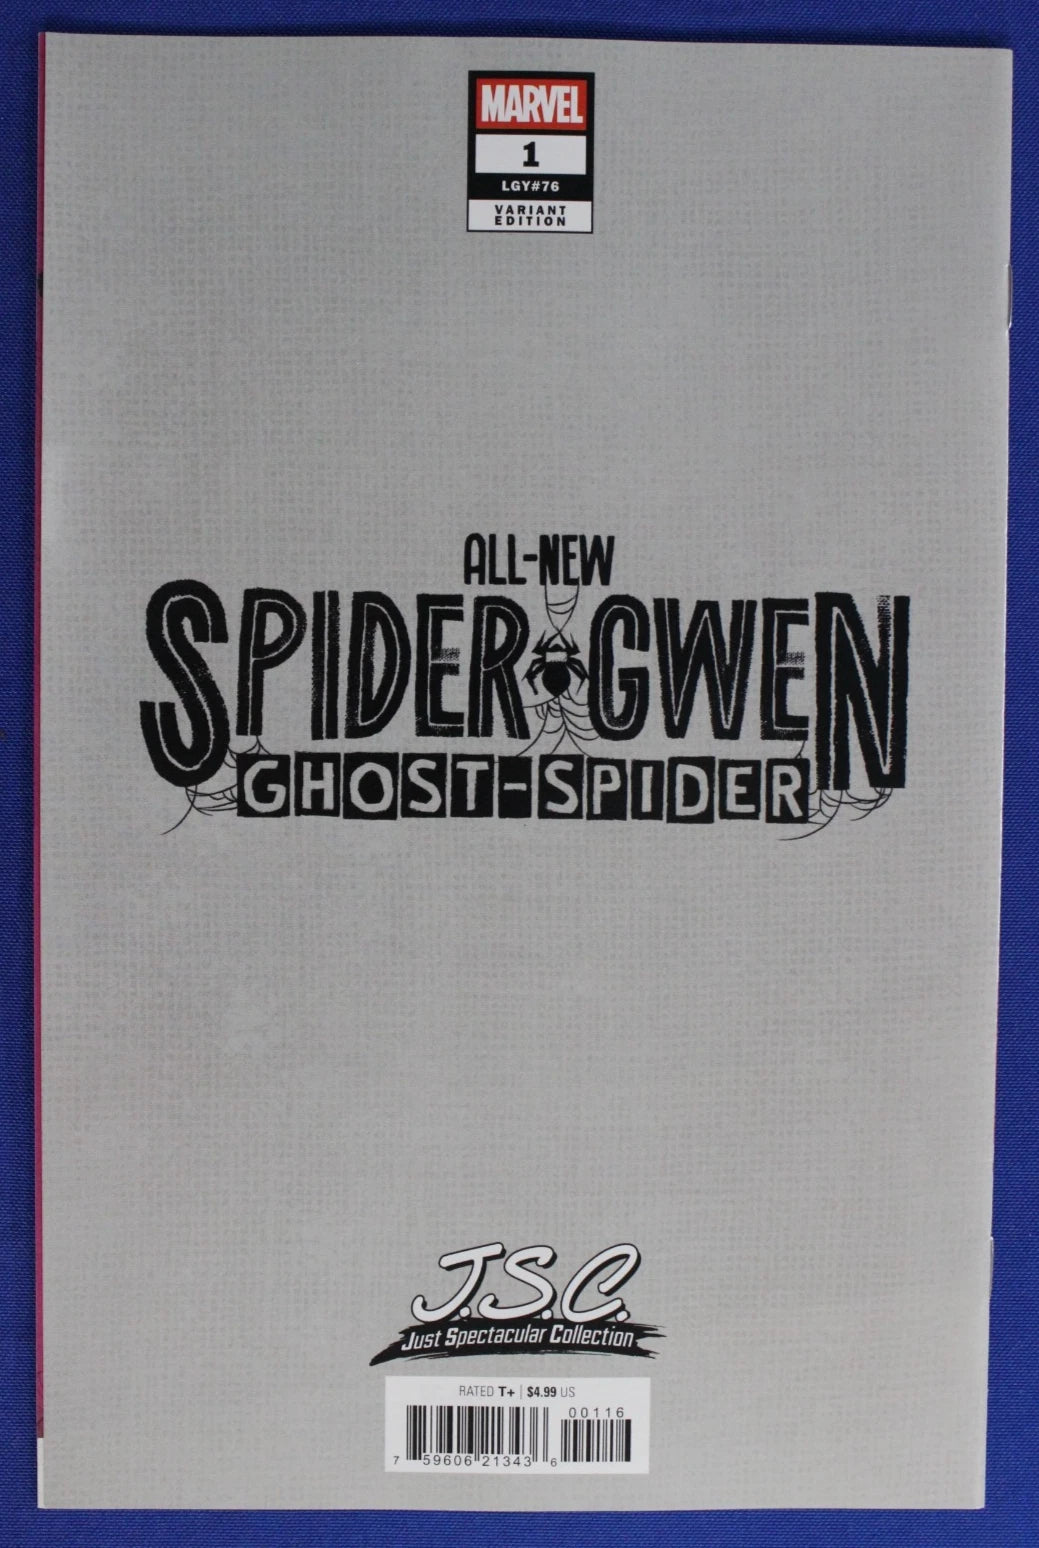 MARVEL
1
LGY#76
VARIANT
EDITION
ALL-NEW
SPIDER GWEN
GHOST-SPIDER
J.S.C.
Just Spectacular Collection
RATED T+ | $4.99 US
00116
7 59606 21343 6